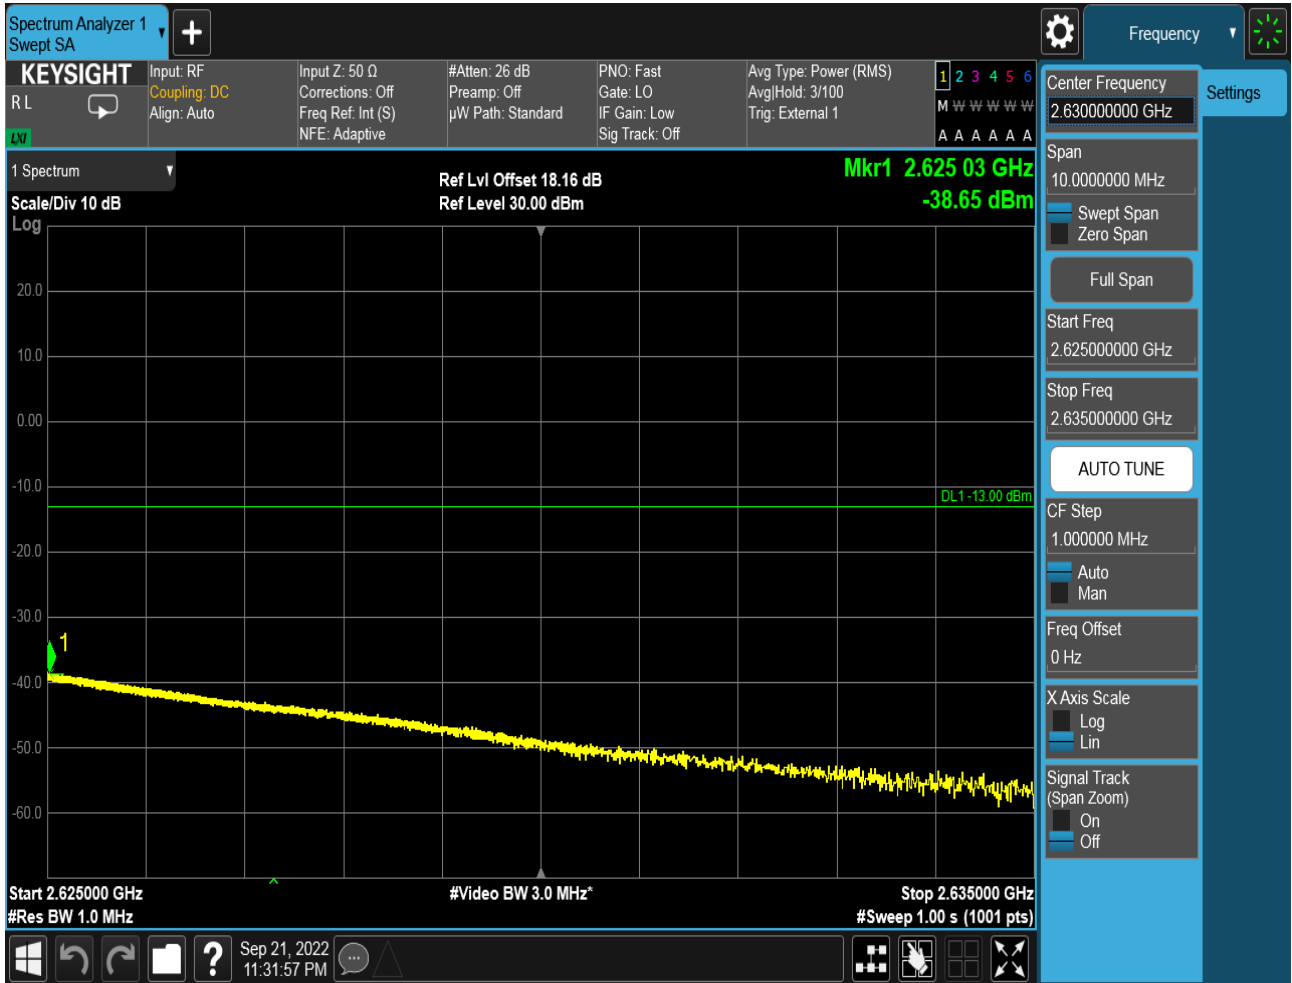 Spectrum Analyzer 1
Swept SA
Frequency
KEYSIGHT
R L
LXI
Input: RF
Coupling: DC
Align: Auto
Input Z: 50 Ω
Corrections: Off
Freq Ref: Int (S)
NFE: Adaptive
#Atten: 26 dB
Preamp: Off
µW Path: Standard
PNO: Fast
Gate: LO
IF Gain: Low
Sig Track: Off
Avg Type: Power (RMS)
Avg|Hold: 3/100
Trig: External 1
1 2 3 4 5 6
M W W W W W
A A A A A A
1 Spectrum
Scale/Div 10 dB
Log
Ref Lvl Offset 18.16 dB
Ref Level 30.00 dBm
Mkr1 2.625 03 GHz
-38.65 dBm
20.0
10.0
0.00
-10.0
DL1 -13.00 dBm
-20.0
-30.0
1
-40.0
-50.0
-60.0
Start 2.625000 GHz
#Video BW 3.0 MHz*
Stop 2.635000 GHz
#Res BW 1.0 MHz
#Sweep 1.00 s (1001 pts)
Sep 21, 2022
11:31:57 PM
Center Frequency
2.630000000 GHz
Settings
Span
10.0000000 MHz
Swept Span
Zero Span
Full Span
Start Freq
2.625000000 GHz
Stop Freq
2.635000000 GHz
AUTO TUNE
CF Step
1.000000 MHz
Auto
Man
Freq Offset
0 Hz
X Axis Scale
Log
Lin
Signal Track
(Span Zoom)
On
Off